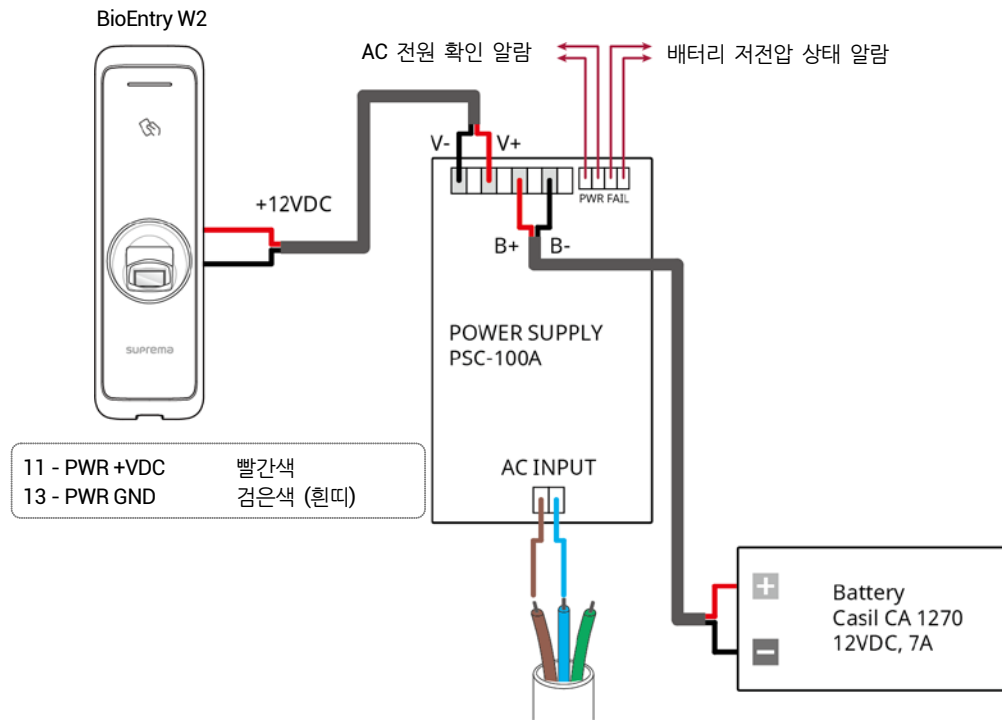 BioEntry W2
AC 전원 확인 알람
배터리 저전압 상태 알람
V-
V+
PWR FAIL
+12VDC
B+
B-
POWER SUPPLY
PSC-100A
suprema
11 - PWR +VDC 빨간색
13 - PWR GND 검은색 (흰띠)
AC INPUT
+
Battery
Casil CA 1270
12VDC, 7A
-